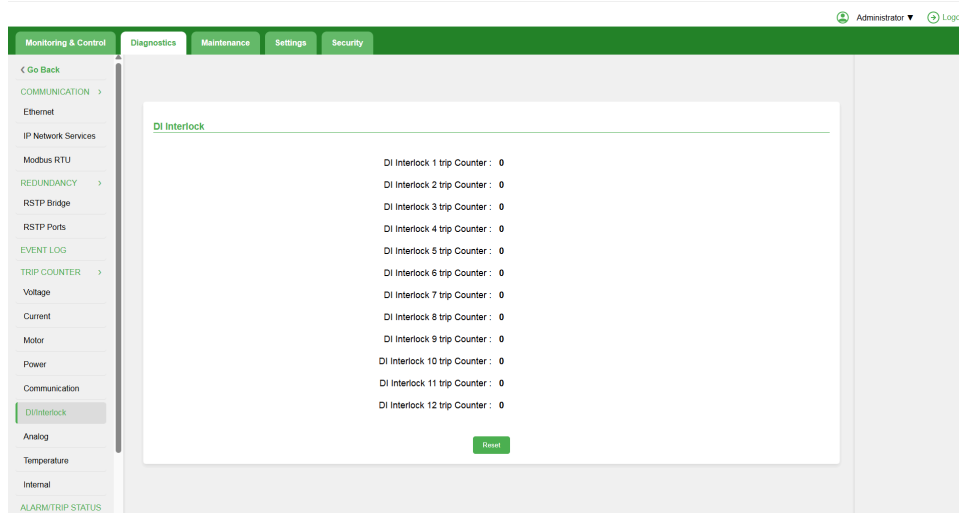 Administrator ▼ Logo
Monitoring & Control Diagnostics Maintenance Settings Security
< Go Back
COMMUNICATION >
Ethernet
IP Network Services
Modbus RTU
REDUNDANCY >
RSTP Bridge
RSTP Ports
EVENT LOG
TRIP COUNTER >
Voltage
Current
Motor
Power
Communication
DI/Interlock
Analog
Temperature
Internal
ALARM/TRIP STATUS
DI Interlock
DI Interlock 1 trip Counter : 0
DI Interlock 2 trip Counter : 0
DI Interlock 3 trip Counter : 0
DI Interlock 4 trip Counter : 0
DI Interlock 5 trip Counter : 0
DI Interlock 6 trip Counter : 0
DI Interlock 7 trip Counter : 0
DI Interlock 8 trip Counter : 0
DI Interlock 9 trip Counter : 0
DI Interlock 10 trip Counter : 0
DI Interlock 11 trip Counter : 0
DI Interlock 12 trip Counter : 0
Reset